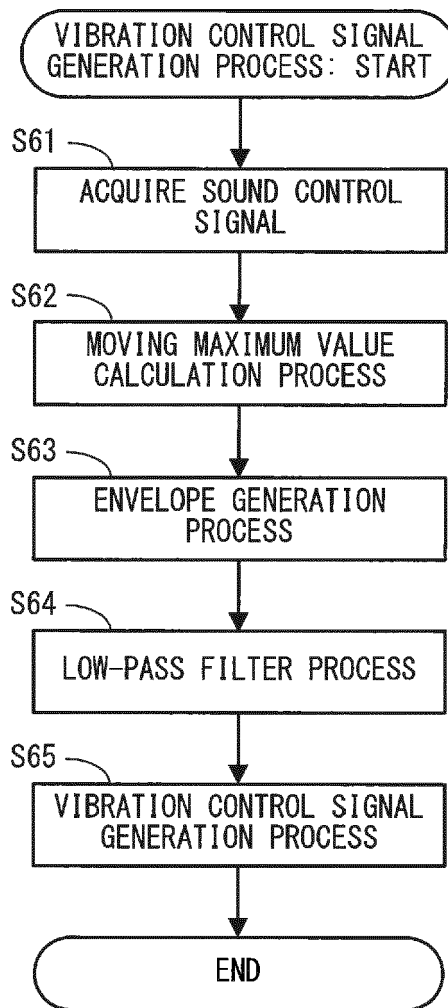 VIBRATION CONTROL SIGNAL
GENERATION PROCESS: START
S61
ACQUIRE SOUND CONTROL
SIGNAL
S62
MOVING MAXIMUM VALUE
CALCULATION PROCESS
S63
ENVELOPE GENERATION
PROCESS
S64
LOW-PASS FILTER PROCESS
S65
VIBRATION CONTROL SIGNAL
GENERATION PROCESS
END